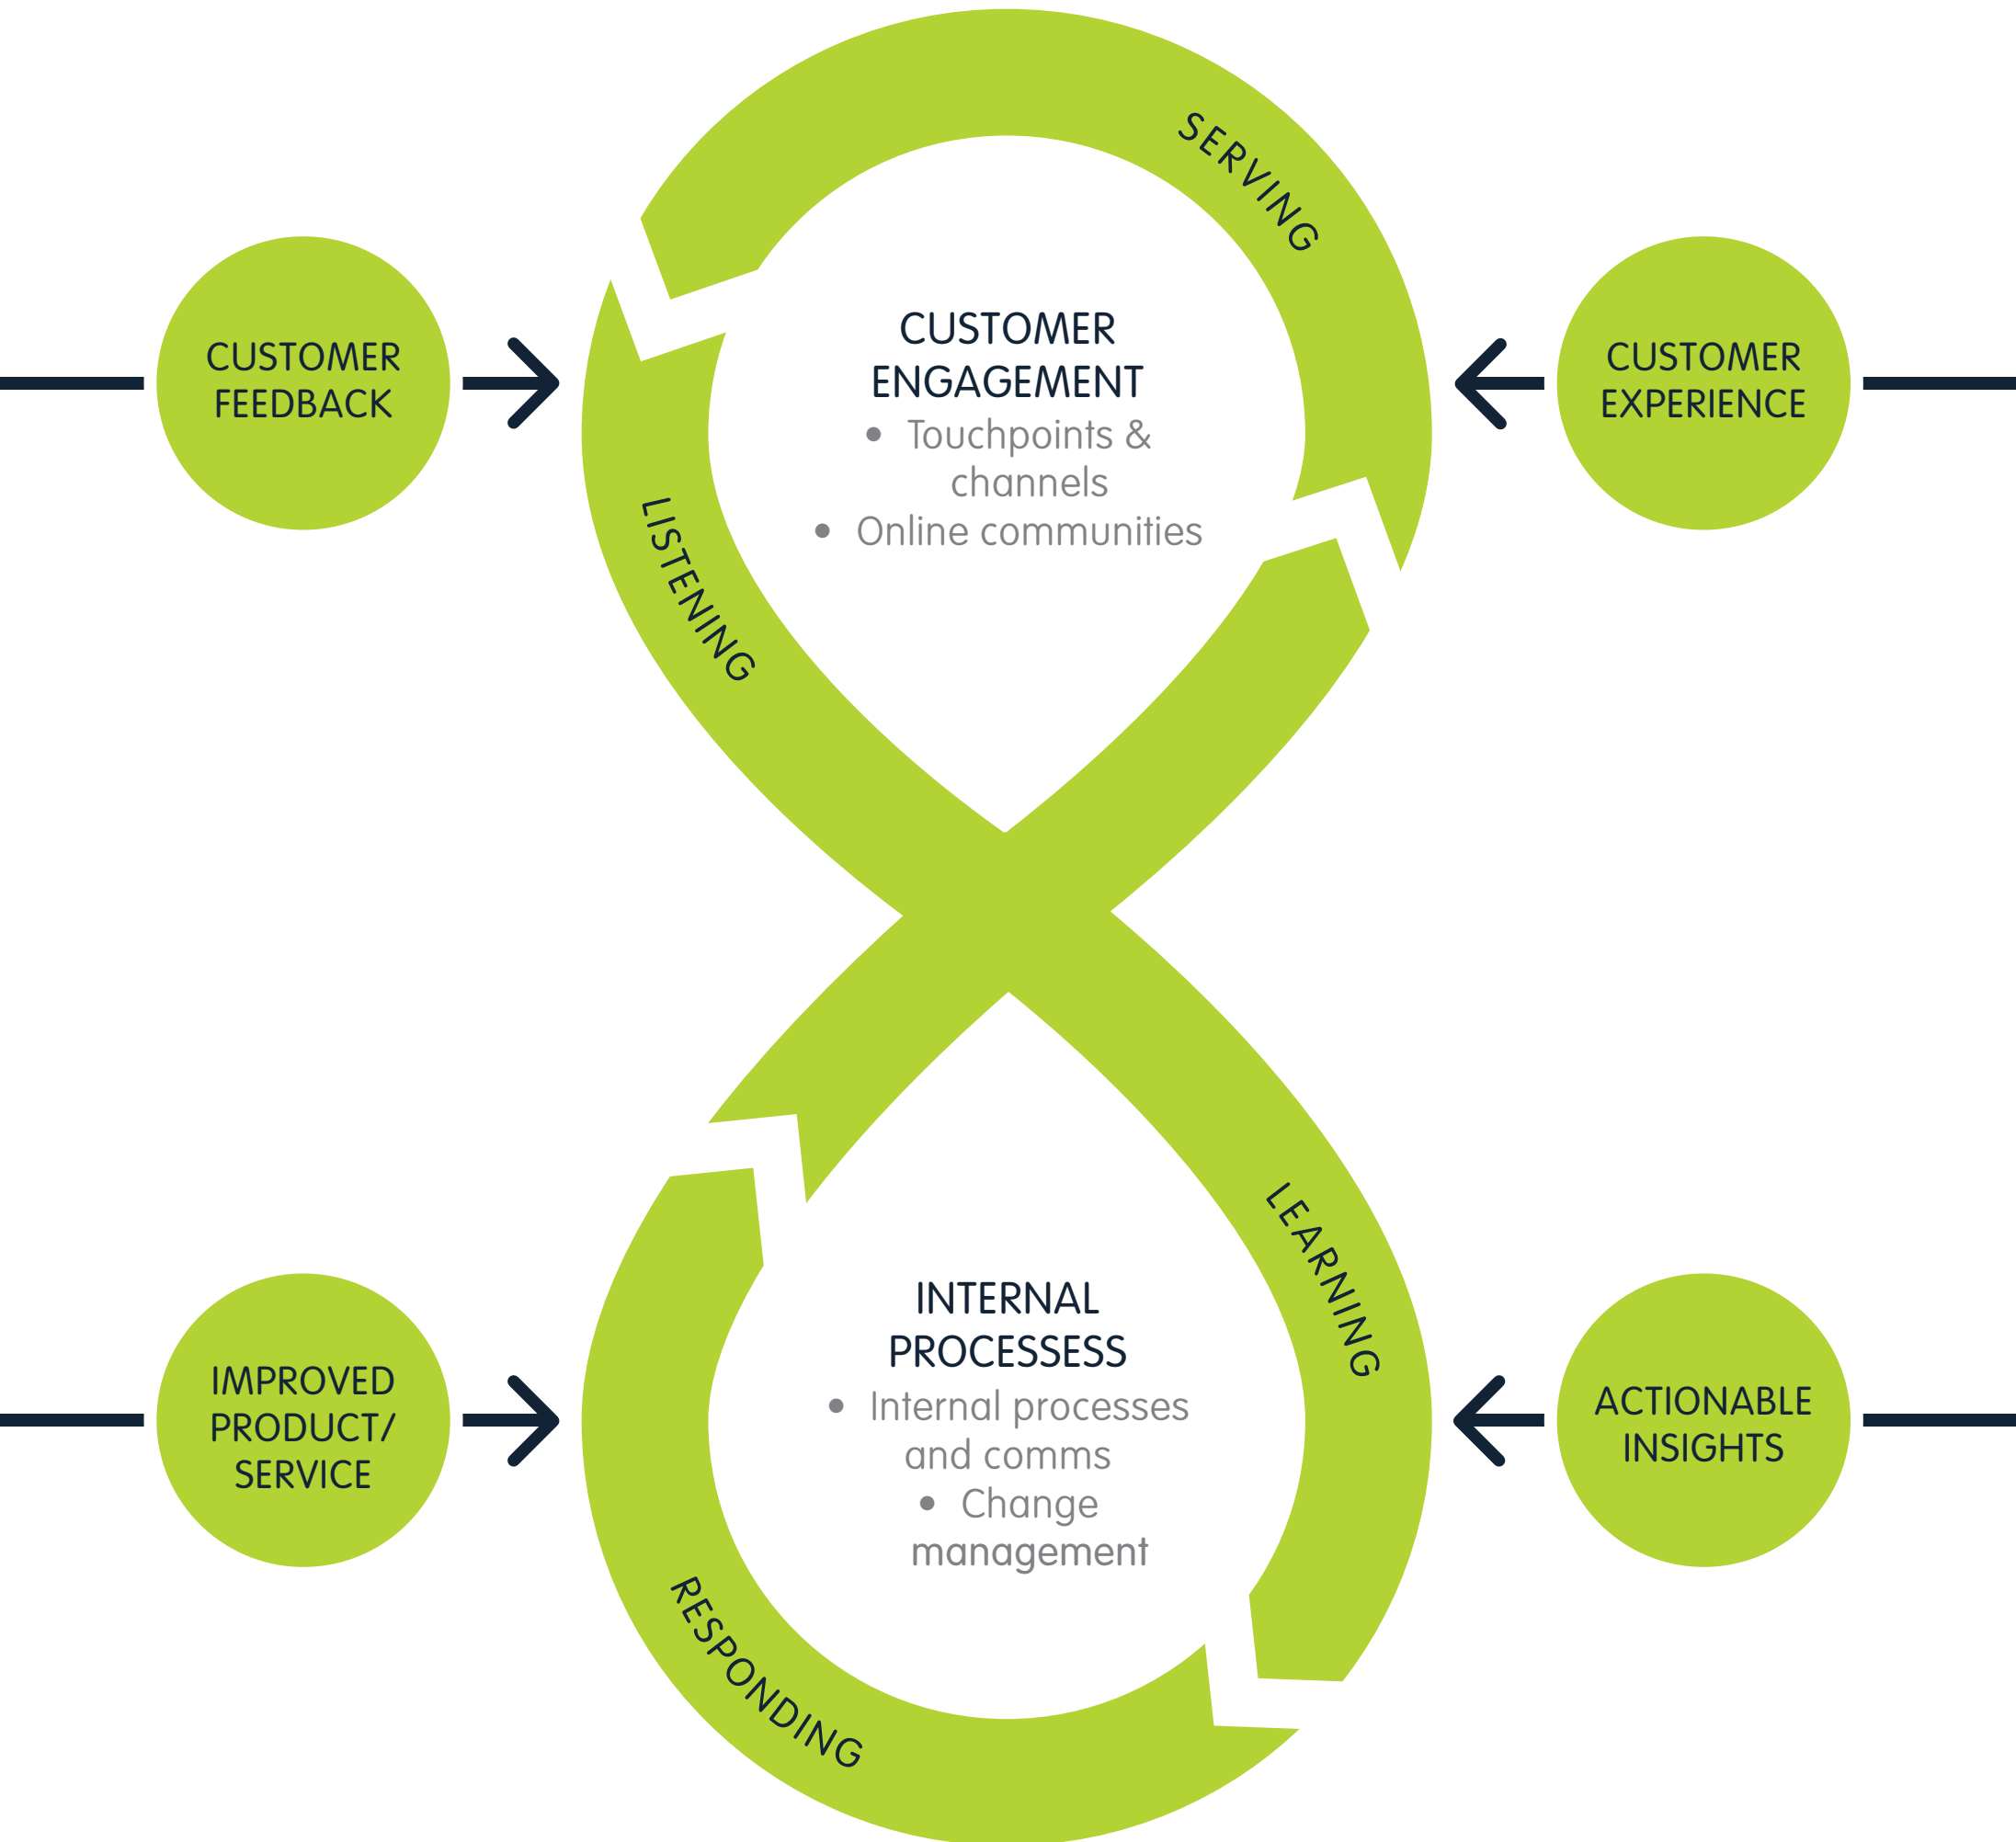 SERVING
CUSTOMER
FEEDBACK
CUSTOMER
ENGAGEMENT
• Touchpoints &
channels
• Online communities
CUSTOMER
EXPERIENCE
LISTENING
LEARNING
IMPROVED
PRODUCT/
SERVICE
INTERNAL
PROCESSESS
• Internal processes
and comms
• Change
management
ACTIONABLE
INSIGHTS
RESPONDING